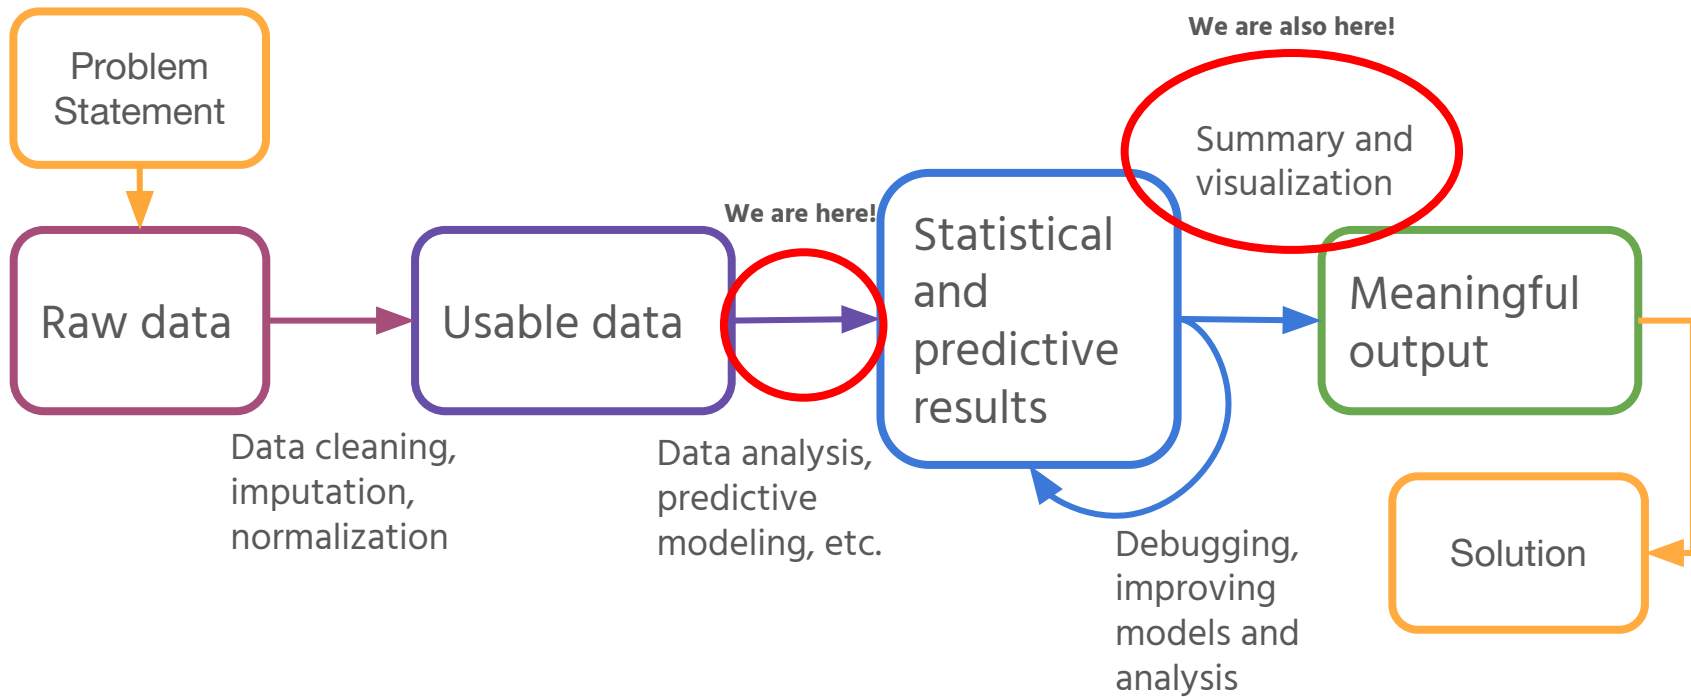 We are also here!
Problem
Statement
Summary and
visualization
We are here!
Raw data
Usable data
Statistical
and
predictive
results
Meaningful
output
Data cleaning,
imputation,
normalization
Data analysis,
predictive
modeling, etc.
Debugging,
improving
models and
analysis
Solution